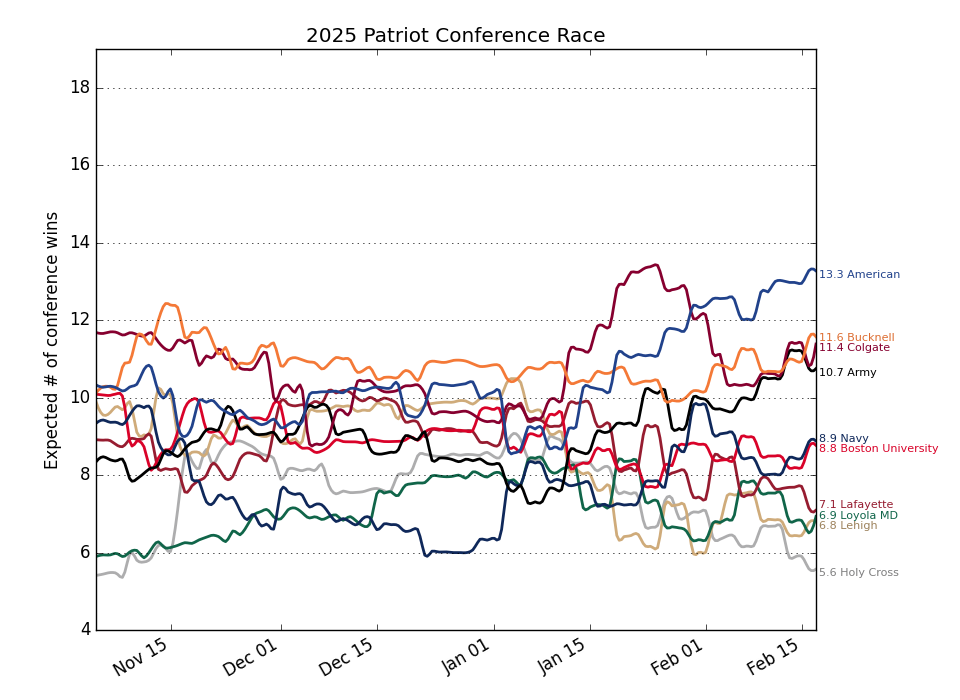 2025 Patriot Conference Race
Expected # of conference wins
18
16
14
12
10
8
6
4
13.3 American
11.6 Bucknell
11.4 Colgate
10.7 Army
8.9 Navy
8.8 Boston University
7.1 Lafayette
6.9 Loyola MD
6.8 Lehigh
5.6 Holy Cross
Nov 15
Dec 01
Dec 15
Jan 01
Jan 15
Feb 01
Feb 15